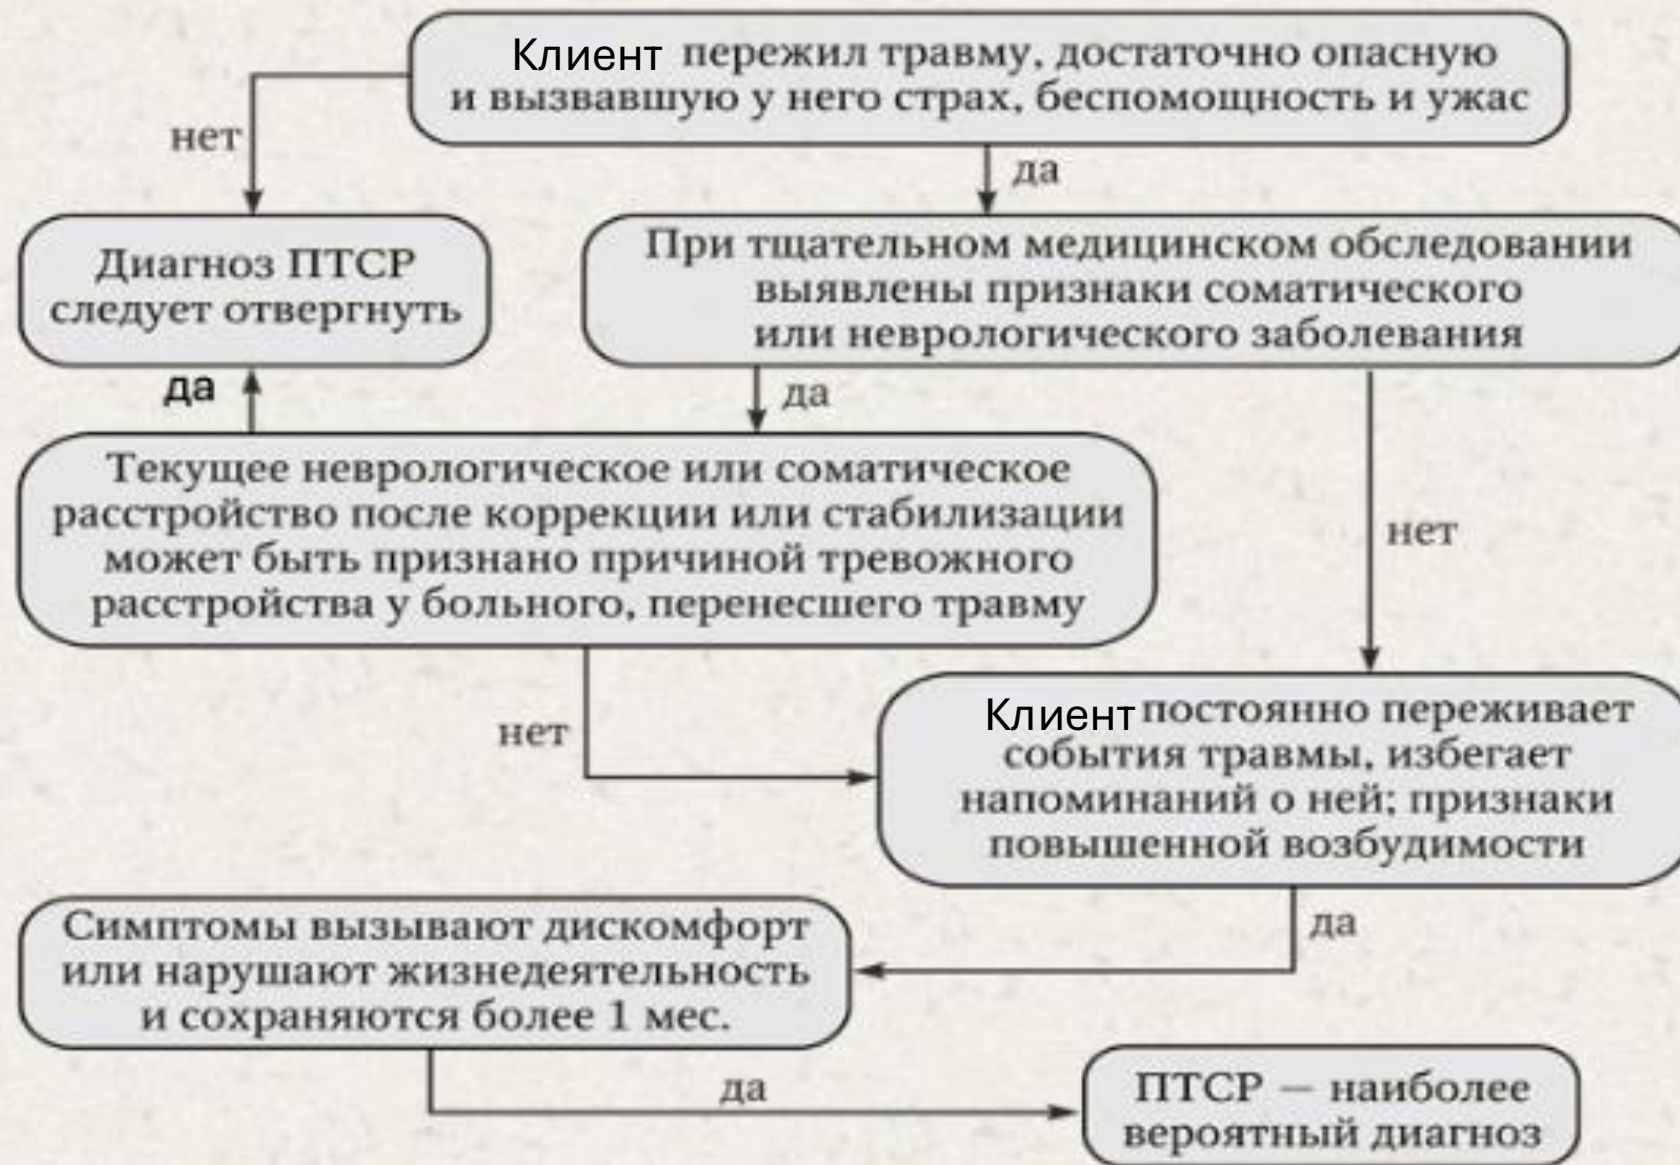 Клиент пережил травму, достаточно опасную
и вызвавшую у него страх, беспомощность и ужас
нет
да
Диагноз ПТСР
следует отвергнуть
При тщательном медицинском обследовании
выявлены признаки соматического
или неврологического заболевания
да
да
Текущее неврологическое или соматическое
расстройство после коррекции или стабилизации
может быть признано причиной тревожного
расстройства у больного, перенесшего травму
нет
нет
Клиент постоянно переживает
события травмы, избегает
напоминаний о ней; признаки
повышенной возбудимости
да
Симптомы вызывают дискомфорт
или нарушают жизнедеятельность
и сохраняются более 1 мес.
да
ПТСР — наиболее
вероятный диагноз